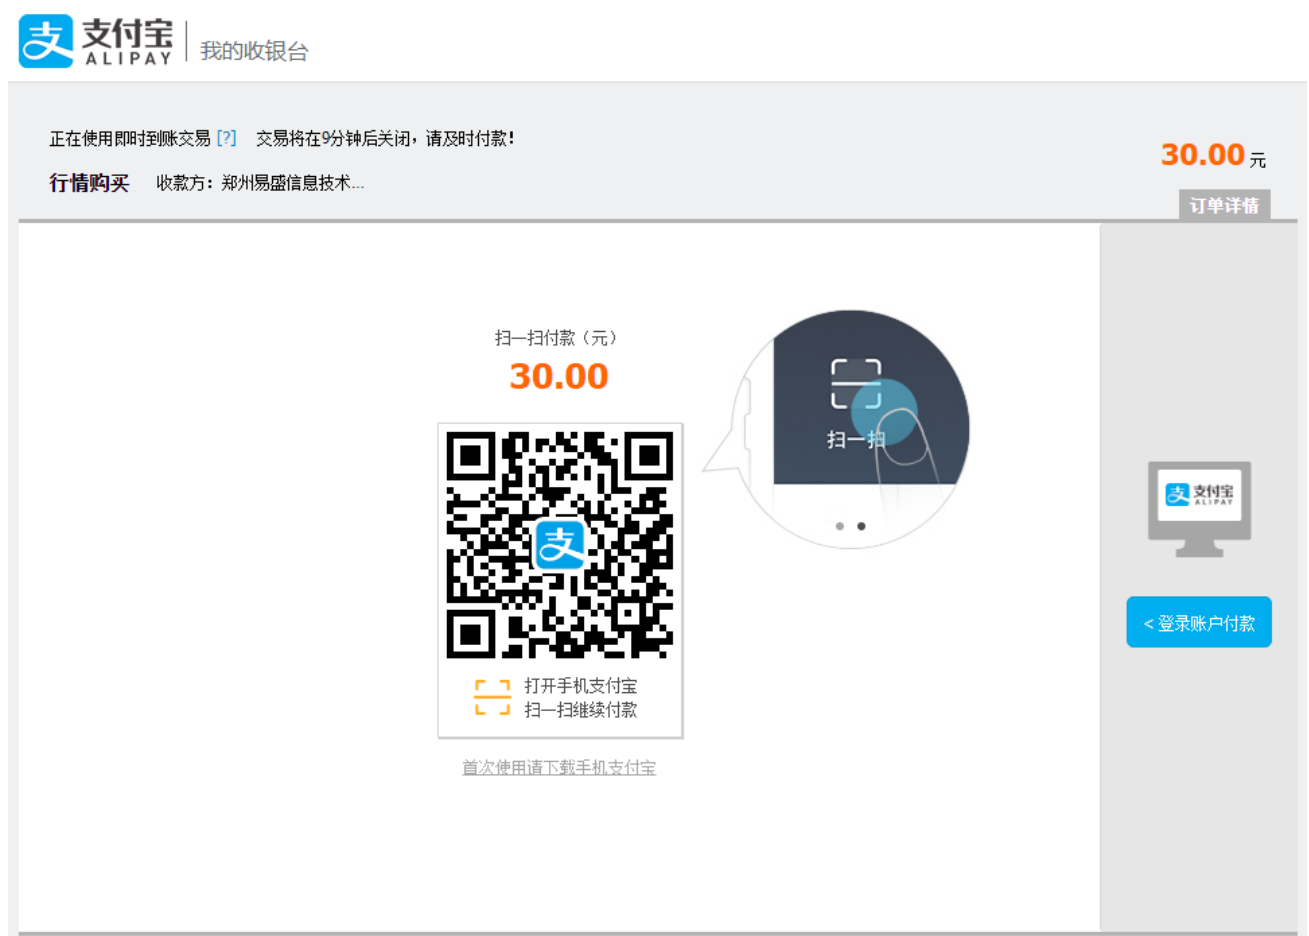 支付宝
ALIPAY
我的收银台
正在使用即时到账交易 [?] 交易将在9分钟后关闭，请及时付款！
30.00 元
行情购买 收款方：郑州易盛信息技术...
订单详情
扫一扫付款（元）
30.00
扫一扫
支
支付宝
ALIPAY
< 登录账户付款
打开手机支付宝
扫一扫继续付款
首次使用请下载手机支付宝